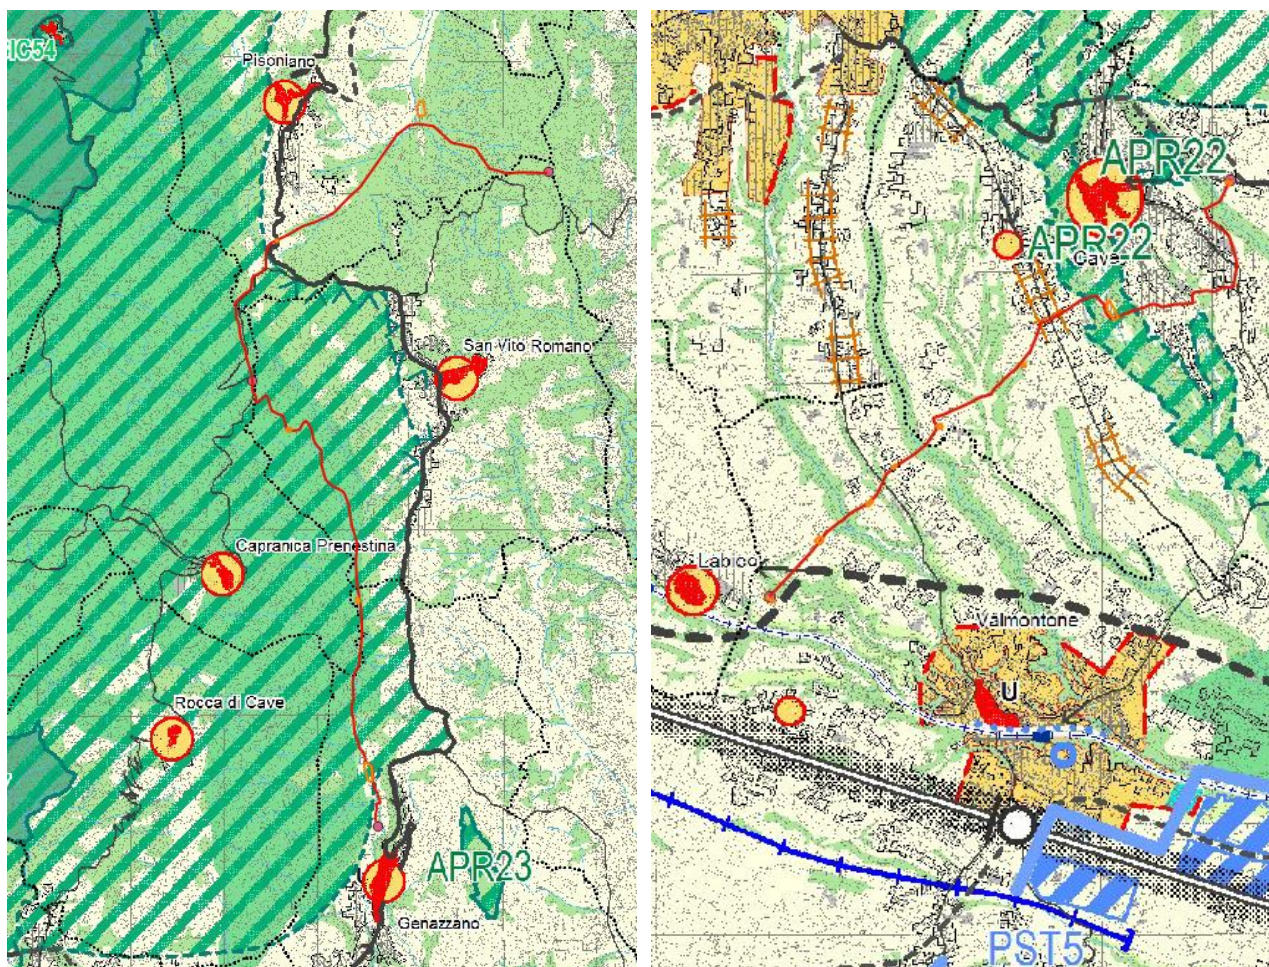 IC54
Pisoniano
San Vito Romano
Capranica Prenestina
Rocca di Cave
APR23
Genazzano
APR22
APR22
Cave
Labico
Valmontone
U
PST5